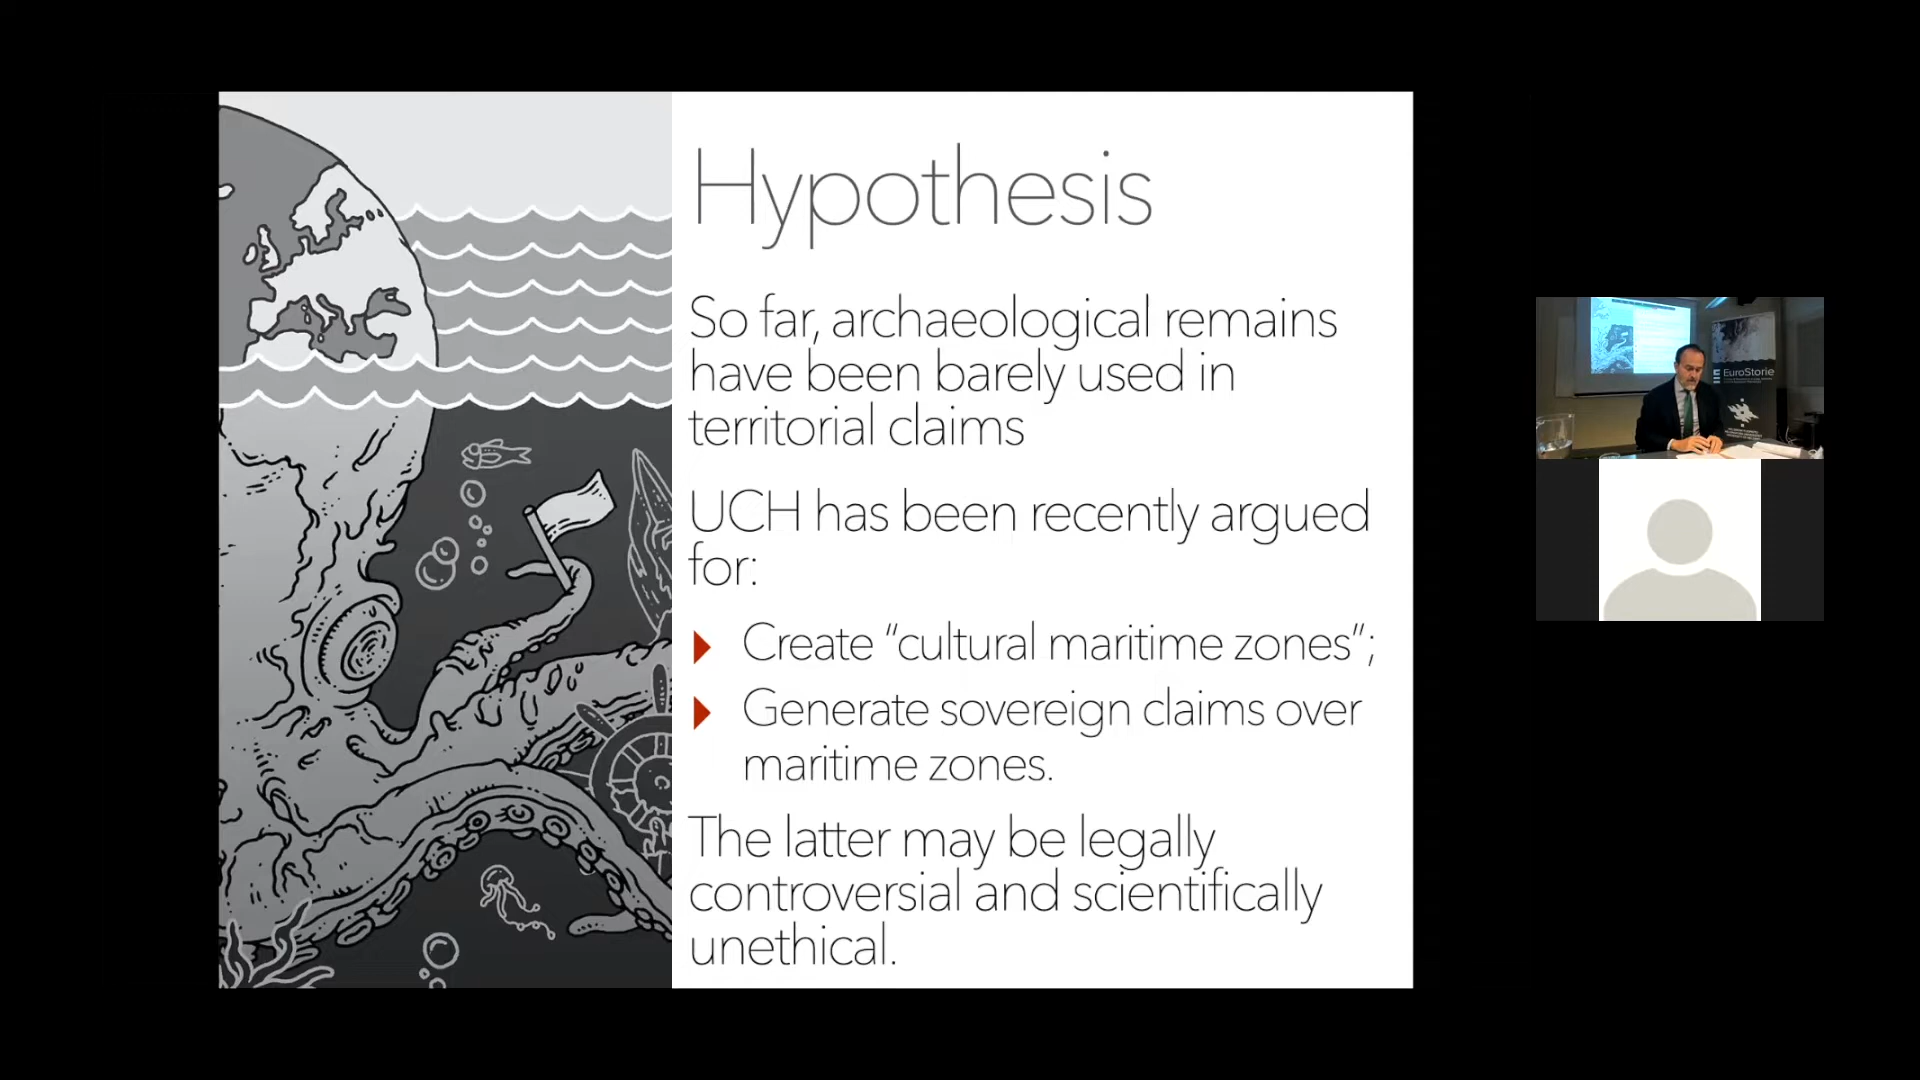 Hypothesis
So far, archaeological remains
have been barely used in
territorial claims
UCH has been recently argued
for:
Create “cultural maritime zones”;
Generate sovereign claims over
maritime zones.
The latter may be legally
controversial and scientifically
unethical.
EuroStorie